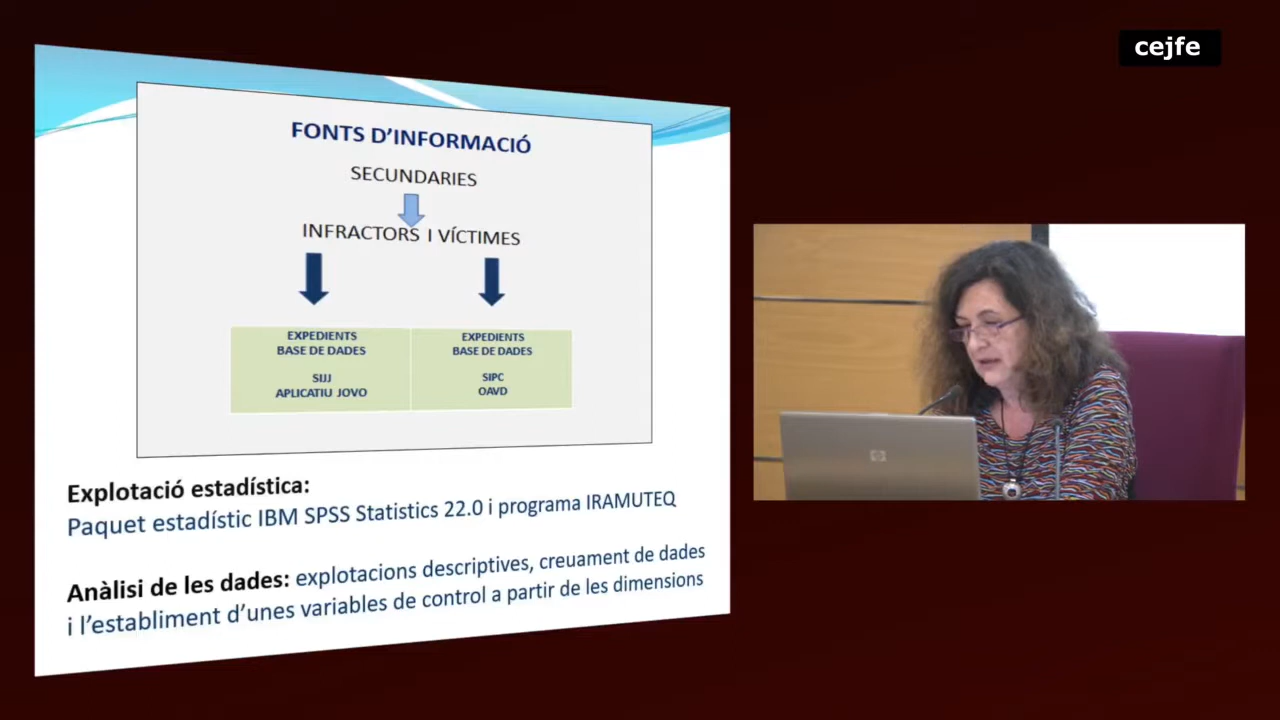 cejfe
FONTS D'INFORMACIÓ
SECUNDARIES
INFRACTORS I VÍCTIMES
EXPEDIENTS
BASE DE DADES
SIJJ
APLICATIU JOVO
EXPEDIENTS
BASE DE DADES
SIPC
OAVD
Explotació estadística:
Paquet estadístic IBM SPSS Statistics 22.0 i programa IRAMUTEQ
Anàlisi de les dades: explotacions descriptives, creuament de dades
i l'establiment d'unes variables de control a partir de les dimensions
hp